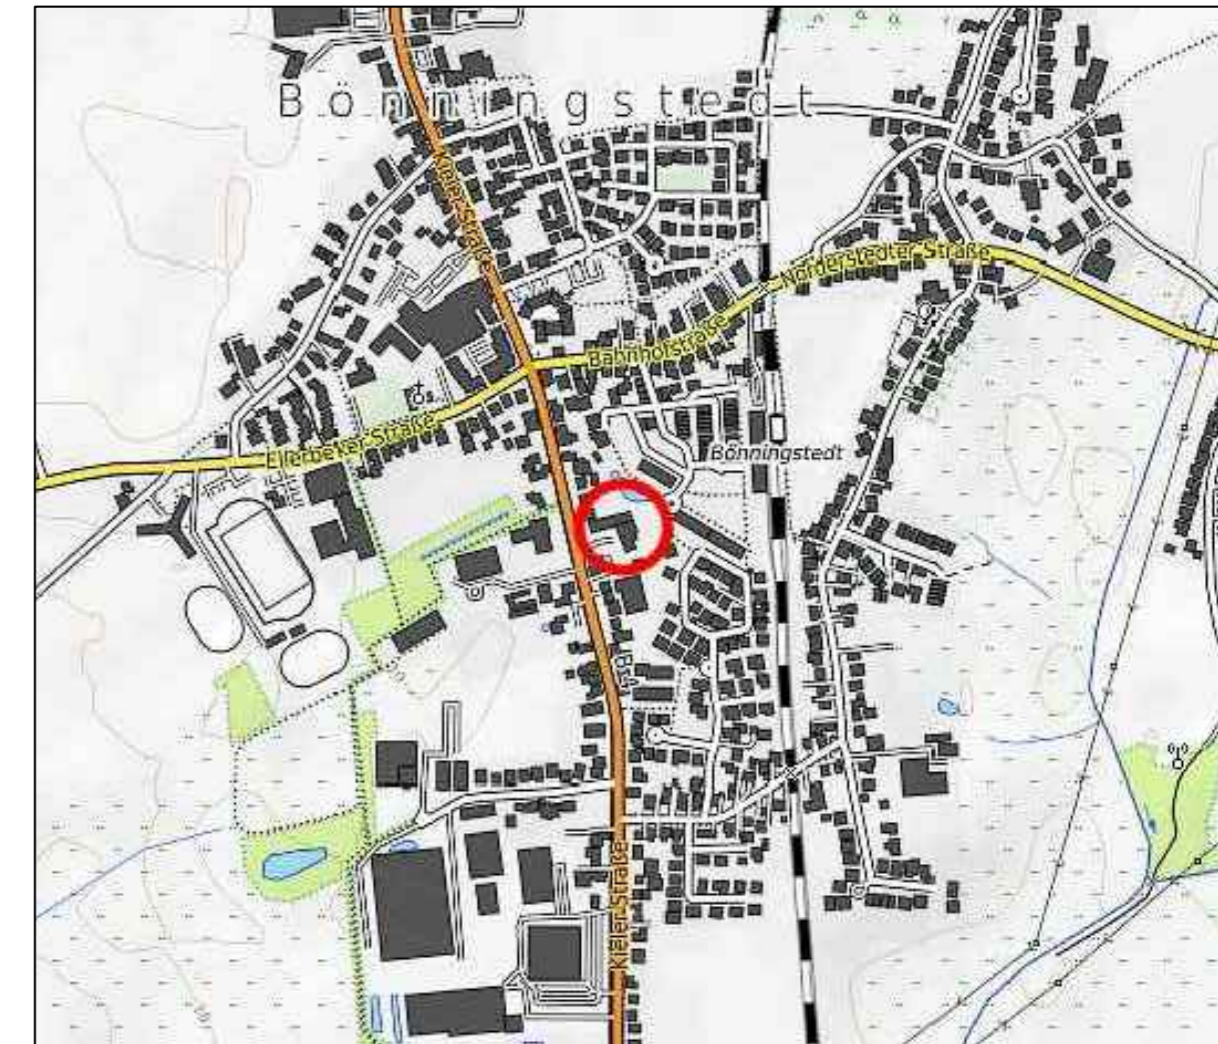 Bönningstedt
Kieler Straße
Norderstedter Straße
Bahnhofstraße
Ellerbeker Straße
Bönningstedt
Kieler Straße